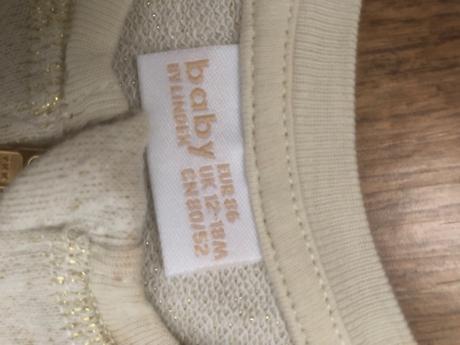 baby
BY LINDEX
EUR 86
UK 12-18M
CN 80/52